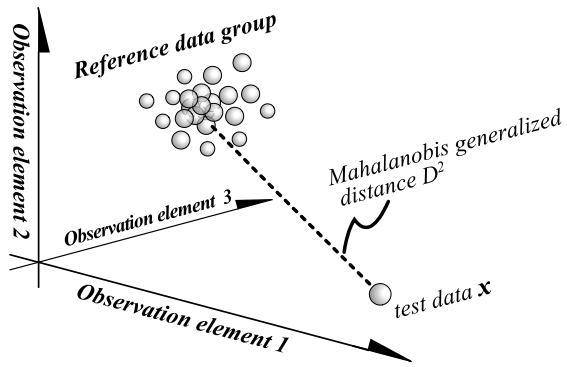 Reference data group
Observation element 2
Mahalanobis generalized
distance D²
Observation element 3
test data x
Observation element 1